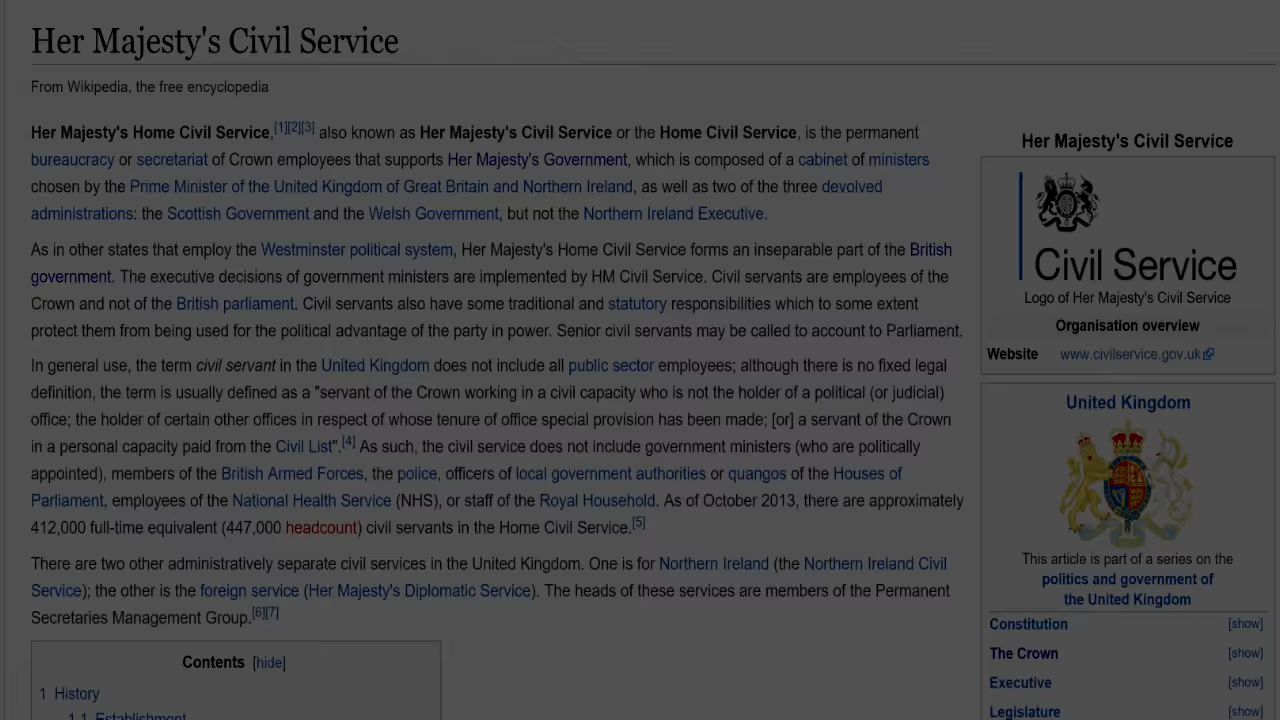 Her Majesty's Civil Service
From Wikipedia, the free encyclopedia
Her Majesty's Home Civil Service,[1][2][3] also known as Her Majesty's Civil Service or the Home Civil Service, is the permanent
bureaucracy or secretariat of Crown employees that supports Her Majesty's Government, which is composed of a cabinet of ministers
chosen by the Prime Minister of the United Kingdom of Great Britain and Northern Ireland, as well as two of the three devolved
administrations: the Scottish Government and the Welsh Government, but not the Northern Ireland Executive.
As in other states that employ the Westminster political system, Her Majesty's Home Civil Service forms an inseparable part of the British
government. The executive decisions of government ministers are implemented by HM Civil Service. Civil servants are employees of the
Crown and not of the British parliament. Civil servants also have some traditional and statutory responsibilities which to some extent
protect them from being used for the political advantage of the party in power. Senior civil servants may be called to account to Parliament.
In general use, the term civil servant in the United Kingdom does not include all public sector employees; although there is no fixed legal
definition, the term is usually defined as a "servant of the Crown working in a civil capacity who is not the holder of a political (or judicial)
office; the holder of certain other offices in respect of whose tenure of office special provision has been made; [or] a servant of the Crown
in a personal capacity paid from the Civil List".[4] As such, the civil service does not include government ministers (who are politically
appointed), members of the British Armed Forces, the police, officers of local government authorities or quangos of the Houses of
Parliament, employees of the National Health Service (NHS), or staff of the Royal Household. As of October 2013, there are approximately
412,000 full-time equivalent (447,000 headcount) civil servants in the Home Civil Service.[5]
There are two other administratively separate civil services in the United Kingdom. One is for Northern Ireland (the Northern Ireland Civil
Service); the other is the foreign service (Her Majesty's Diplomatic Service). The heads of these services are members of the Permanent
Secretaries Management Group.[6][7]
Contents [hide]
1 History
1.1 Establishment
Her Majesty's Civil Service
Civil Service
Logo of Her Majesty's Civil Service
Organisation overview
Website www.civilservice.gov.uk
United Kingdom
This article is part of a series on the
politics and government of
the United Kingdom
Constitution [show]
The Crown [show]
Executive [show]
Legislature [show]